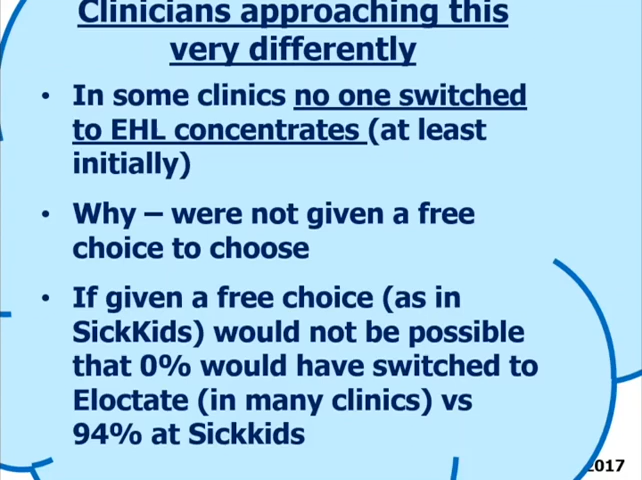 Clinicians approaching this
very differently
• In some clinics no one switched
to EHL concentrates (at least
initially)
• Why – were not given a free
choice to choose
• If given a free choice (as in
SickKids) would not be possible
that 0% would have switched to
Eloctate (in many clinics) vs
94% at Sickkids
2017